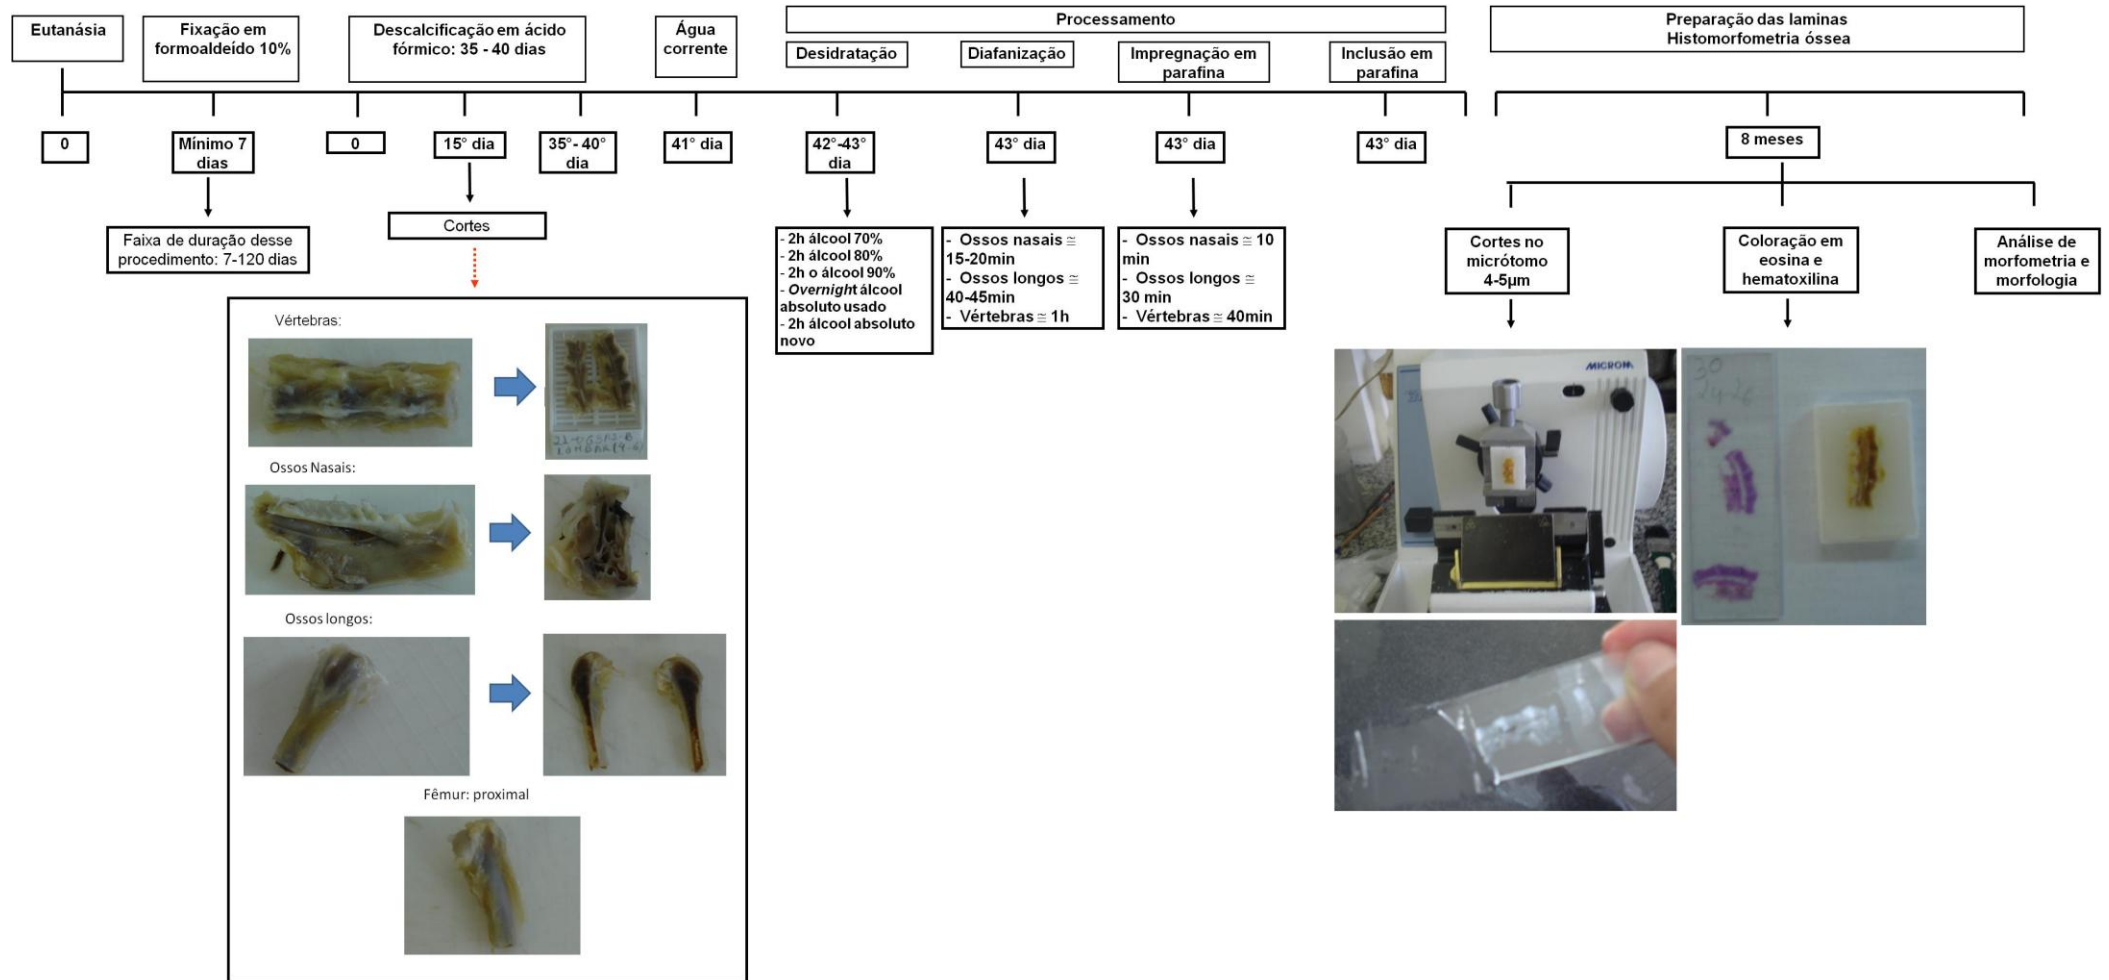 Eutanásia
Fixação em
formoaldeído 10%
Descalcificação em ácido
fórmico: 35 - 40 dias
Água
corrente
Processamento
Desidratação
Diafanização
Impregnação em
parafina
Inclusão em
parafina
Preparação das laminas
Histomorfometria óssea
0
Mínimo 7
dias
0
15° dia
35°- 40°
dia
41° dia
42°-43°
dia
43° dia
43° dia
43° dia
8 meses
Faixa de duração desse
procedimento: 7-120 dias
Cortes
- 2h álcool 70%
- 2h álcool 80%
- 2h o álcool 90%
- Overnight álcool
absoluto usado
- 2h álcool absoluto
novo
- Ossos nasais ≅
15-20min
- Ossos longos ≅
40-45min
- Vértebras ≅ 1h
- Ossos nasais ≅ 10
min
- Ossos longos ≅
30 min
- Vértebras ≅ 40min
Cortes no
micrótomo
4-5µm
Coloração em
eosina e
hematoxilina
Análise de
morfometria e
morfologia
Vértebras:
Ossos Nasais:
Ossos longos:
Fêmur: proximal
MICROM
30
24-26